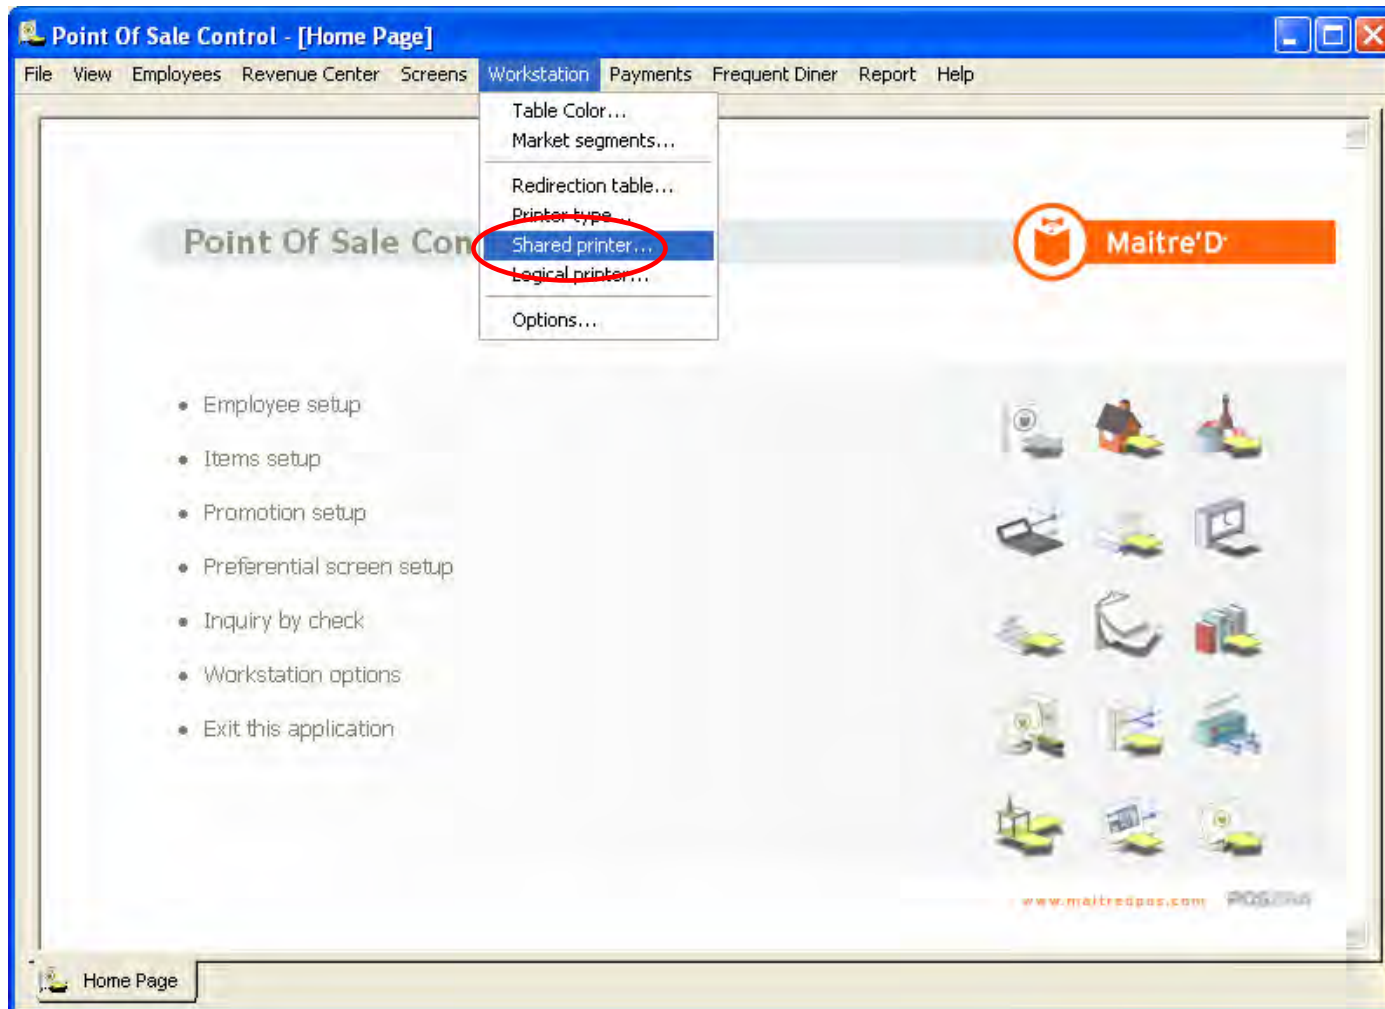 Point Of Sale Control - [Home Page]
File View Employees Revenue Center Screens Workstation Payments Frequent Diner Report Help
Table Color...
Market segments...
Redirection table...
Printer type...
Shared printer...
Logical printer...
Options...
Point Of Sale Con
Maitre'D
Employee setup
Items setup
Promotion setup
Preferential screen setup
Inquiry by check
Workstation options
Exit this application
www.maitredpos.com
Home Page